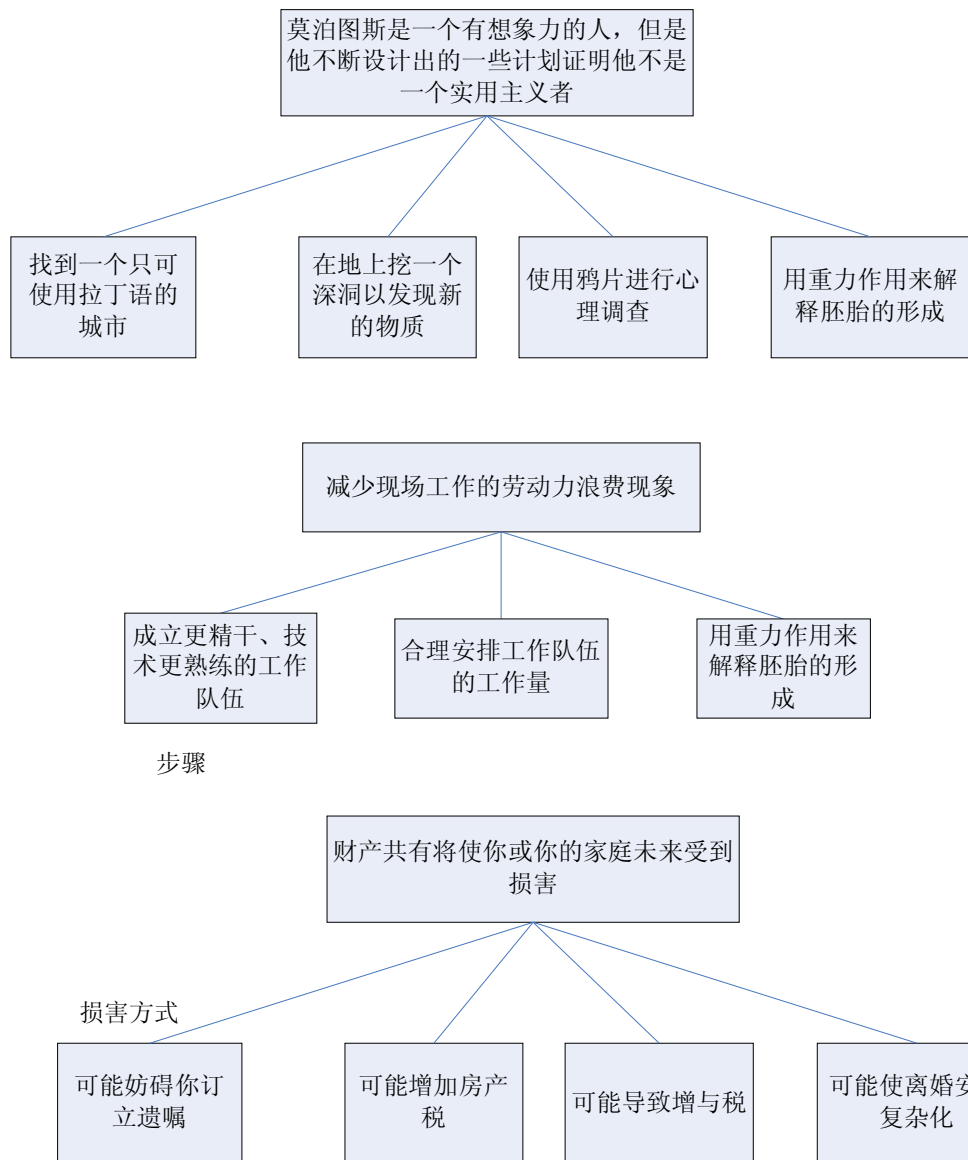 莫泊图斯是一个有想象力的人，但是
他不断设计出的一些计划证明他不是
一个实用主义者
找到一个只可
使用拉丁语的
城市
在地上挖一个
深洞以发现新
的物质
使用鸦片进行心
理调查
用重力作用来解
释胚胎的形成
减少现场工作的劳动力浪费现象
成立更精干、技
术更熟练的工作
队伍
合理安排工作队伍
的工作量
用重力作用来
解释胚胎的形
成
步骤
财产共有将使你或你的家庭未来受到
损害
损害方式
可能妨碍你订
立遗嘱
可能增加房产
税
可能导致增与税
可能使离婚安
复杂化